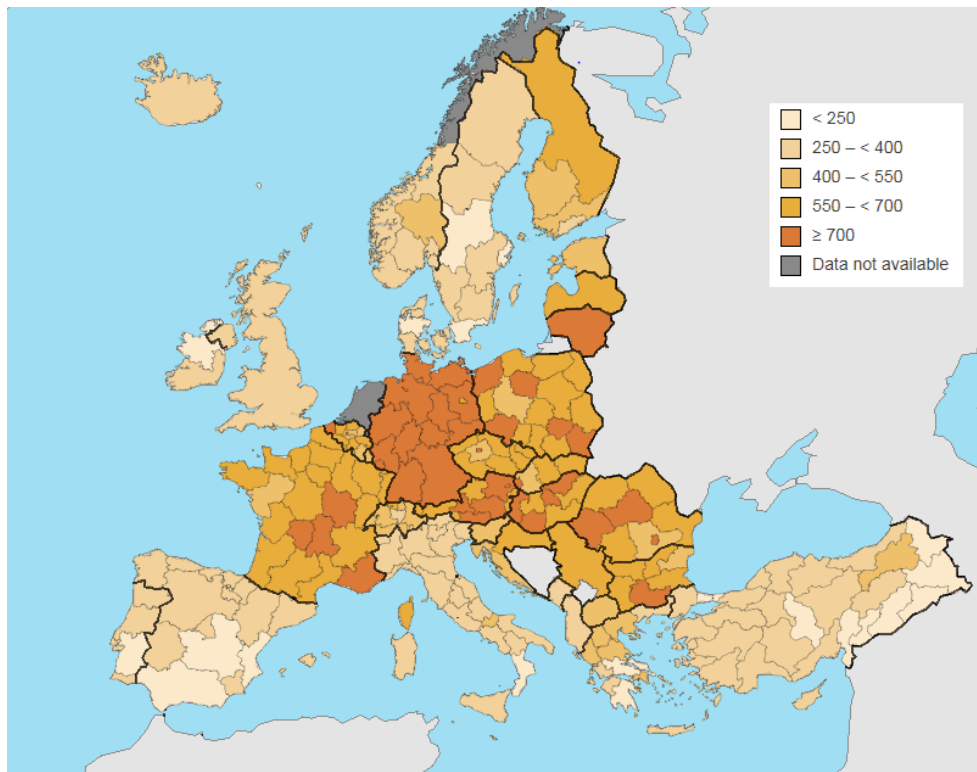 < 250
250 – < 400
400 – < 550
550 – < 700
≥ 700
Data not available